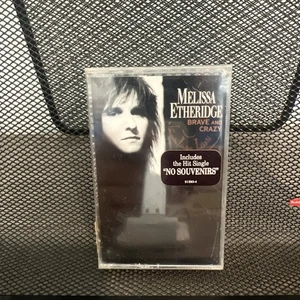 MELISSA
ETHERIDGE
BRAVE AND
CRAZY
Includes
the Hit Single
"NO SOUVENIRS"